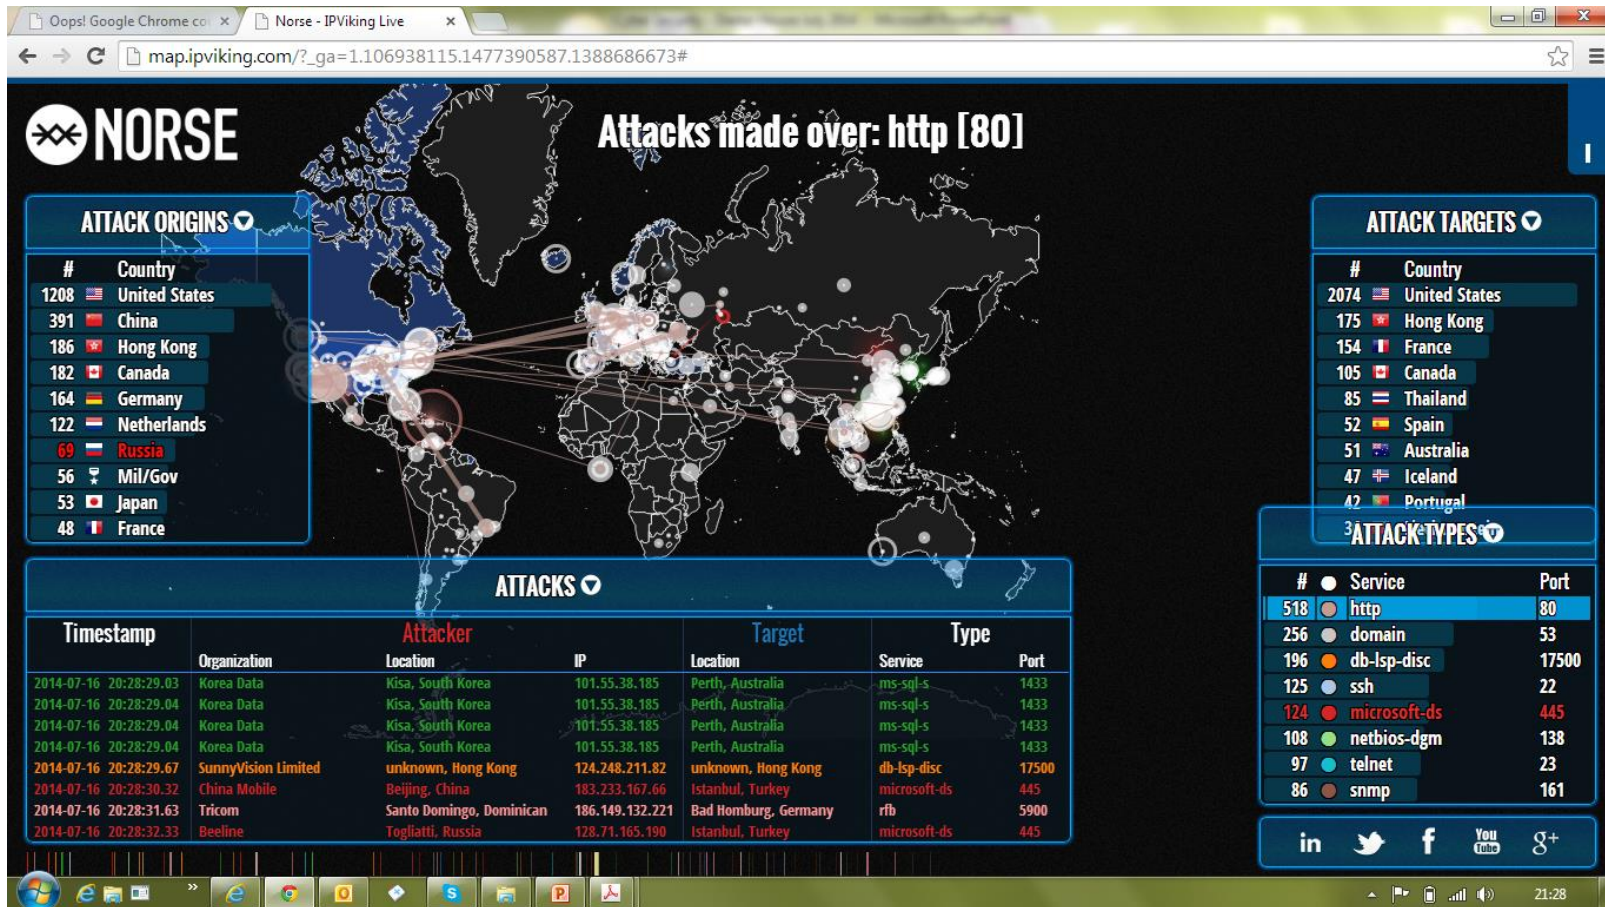 Oops! Google Chrome co
Norse - IPViking Live
map.ipviking.com/?_ga=1.106938115.1477390587.1388686673#
NORSE
Attacks made over: http [80]
I
ATTACK ORIGINS
# Country
1208 United States
391 China
186 Hong Kong
182 Canada
164 Germany
122 Netherlands
69 Russia
56 Mil/Gov
53 Japan
48 France
ATTACK TARGETS
# Country
2074 United States
175 Hong Kong
154 France
105 Canada
85 Thailand
52 Spain
51 Australia
47 Iceland
42 Portugal
ATTACK TYPES
# Service Port
518 http 80
256 domain 53
196 db-lsp-disc 17500
125 ssh 22
124 microsoft-ds 445
108 netbios-dgm 138
97 telnet 23
86 snmp 161
ATTACKS
Timestamp Attacker Target Type
Organization Location IP Location Service Port
2014-07-16 20:28:29.03 Korea Data Kisa, South Korea 101.55.38.185 Perth, Australia ms-sql-s 1433
2014-07-16 20:28:29.04 Korea Data Kisa, South Korea 101.55.38.185 Perth, Australia ms-sql-s 1433
2014-07-16 20:28:29.04 Korea Data Kisa, South Korea 101.55.38.185 Perth, Australia ms-sql-s 1433
2014-07-16 20:28:29.04 Korea Data Kisa, South Korea 101.55.38.185 Perth, Australia ms-sql-s 1433
2014-07-16 20:28:29.67 SunnyVision Limited unknown, Hong Kong 124.248.211.82 unknown, Hong Kong db-lsp-disc 17500
2014-07-16 20:28:30.32 China Mobile Beijing, China 183.233.167.66 Istanbul, Turkey microsoft-ds 445
2014-07-16 20:28:31.63 Tricom Santo Domingo, Dominican 186.149.132.221 Bad Homburg, Germany rfb 5900
2014-07-16 20:28:32.33 Beeline Togliatti, Russia 128.71.165.190 Istanbul, Turkey microsoft-ds 445
in f You Tube g+
21:28